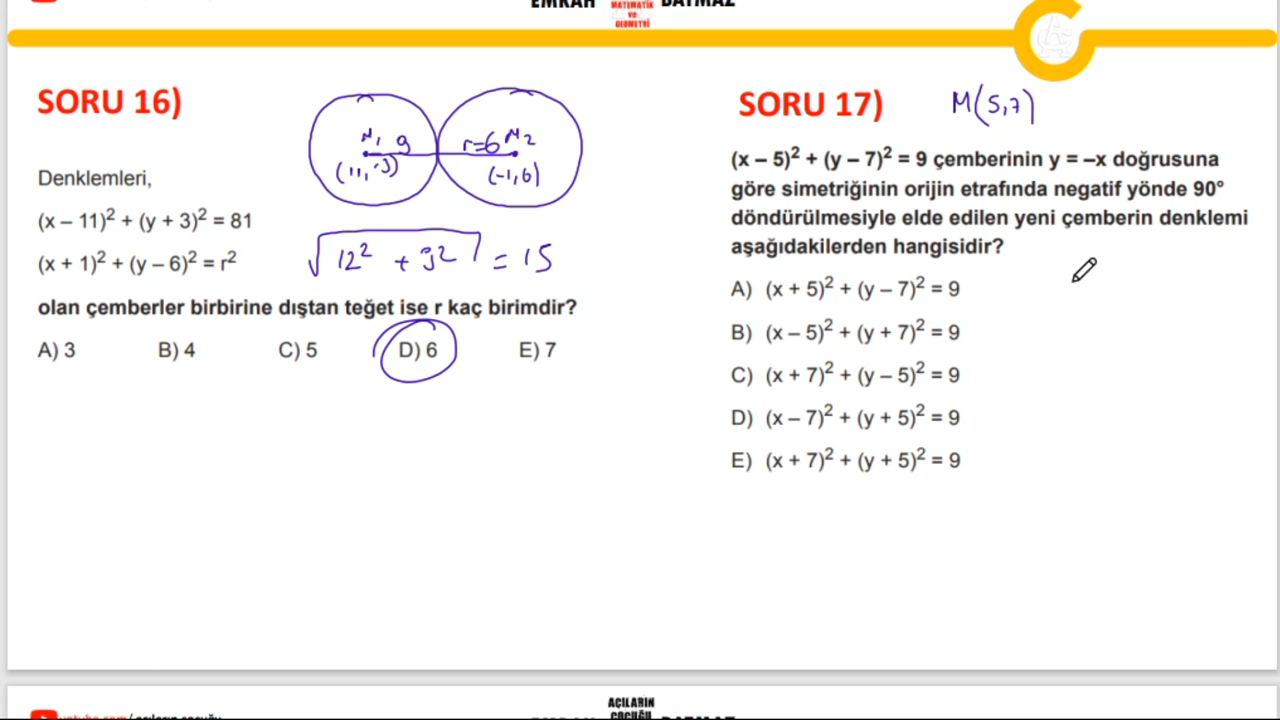 EMRAH MATEMATİK ve GEOMETRİ BATMAZ
SORU 16)
M₁ 9 r=6 M₂
(11,-3) (-1,6)
Denklemleri,
(x – 11)² + (y + 3)² = 81
(x + 1)² + (y – 6)² = r²
√12² + 9² = 15
olan çemberler birbirine dıştan teğet ise r kaç birimdir?
A) 3 B) 4 C) 5 D) 6 E) 7
SORU 17) M(5,7)
(x – 5)² + (y – 7)² = 9 çemberinin y = –x doğrusuna
göre simetriğinin orijin etrafında negatif yönde 90°
döndürülmesiyle elde edilen yeni çemberin denklemi
aşağıdakilerden hangisidir?
A) (x + 5)² + (y – 7)² = 9
B) (x – 5)² + (y + 7)² = 9
C) (x + 7)² + (y – 5)² = 9
D) (x – 7)² + (y + 5)² = 9
E) (x + 7)² + (y + 5)² = 9
AÇILARIN
ÇOCUĞU